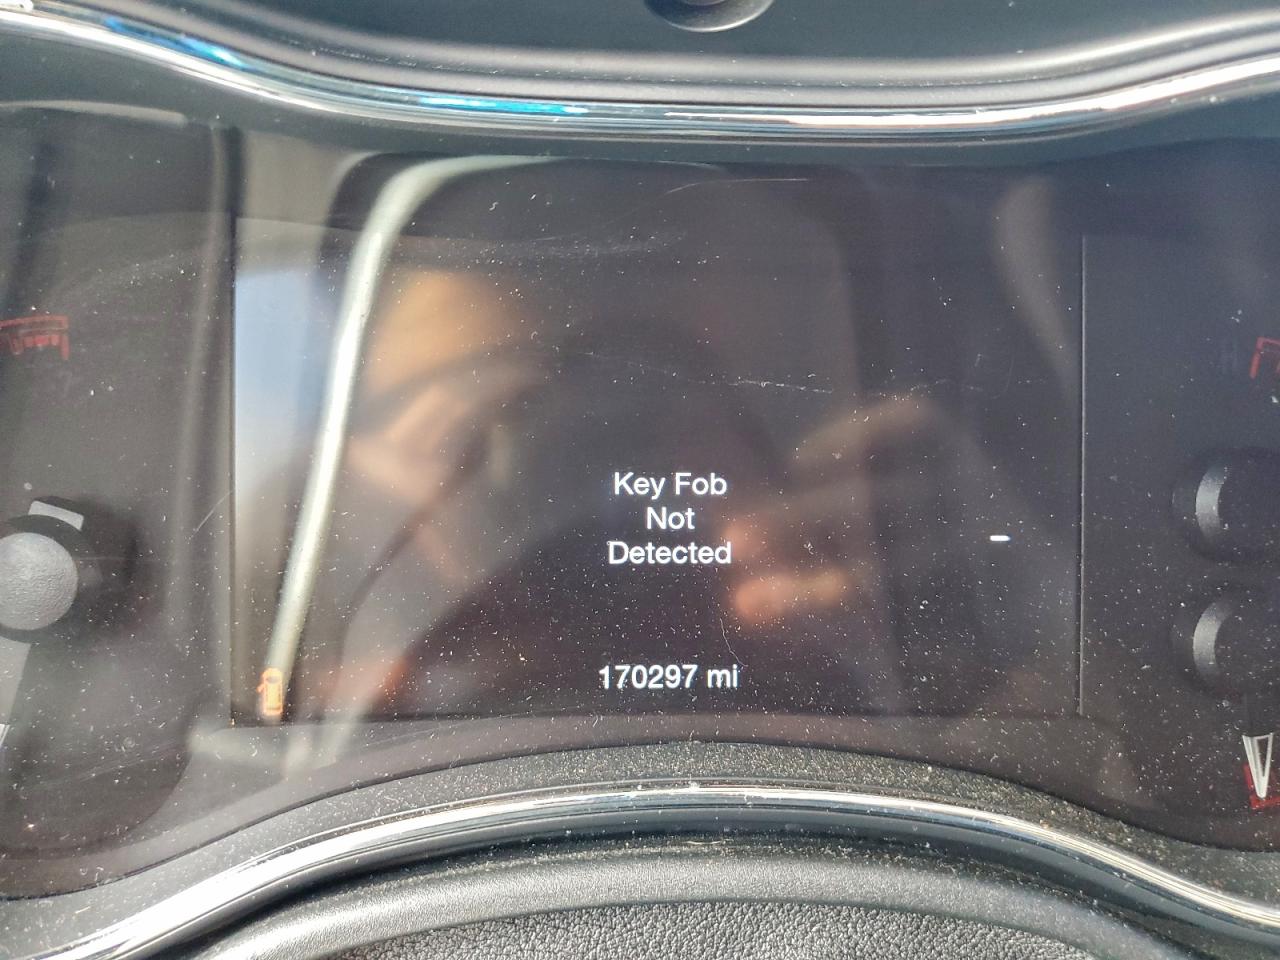 Key Fob
Not
Detected
170297 mi